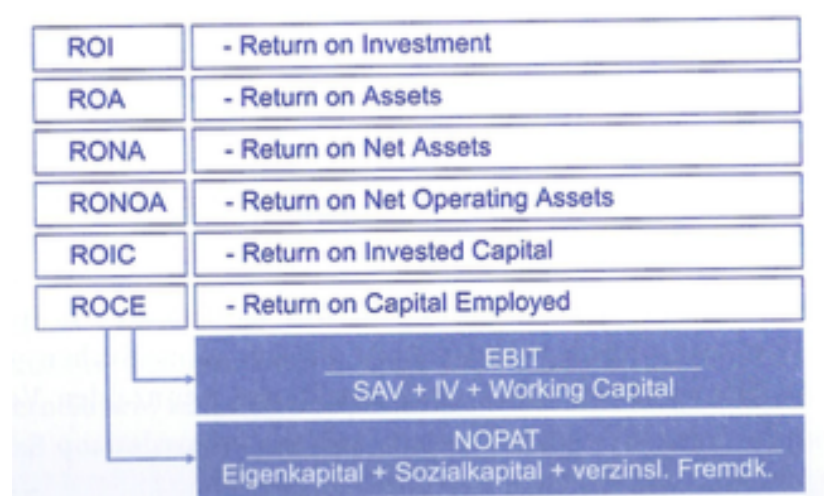 ROI - Return on Investment
ROA - Return on Assets
RONA - Return on Net Assets
RONOA - Return on Net Operating Assets
ROIC - Return on Invested Capital
ROCE - Return on Capital Employed
EBIT
SAV + IV + Working Capital
NOPAT
Eigenkapital + Sozialkapital + verzinsl. Fremdk.